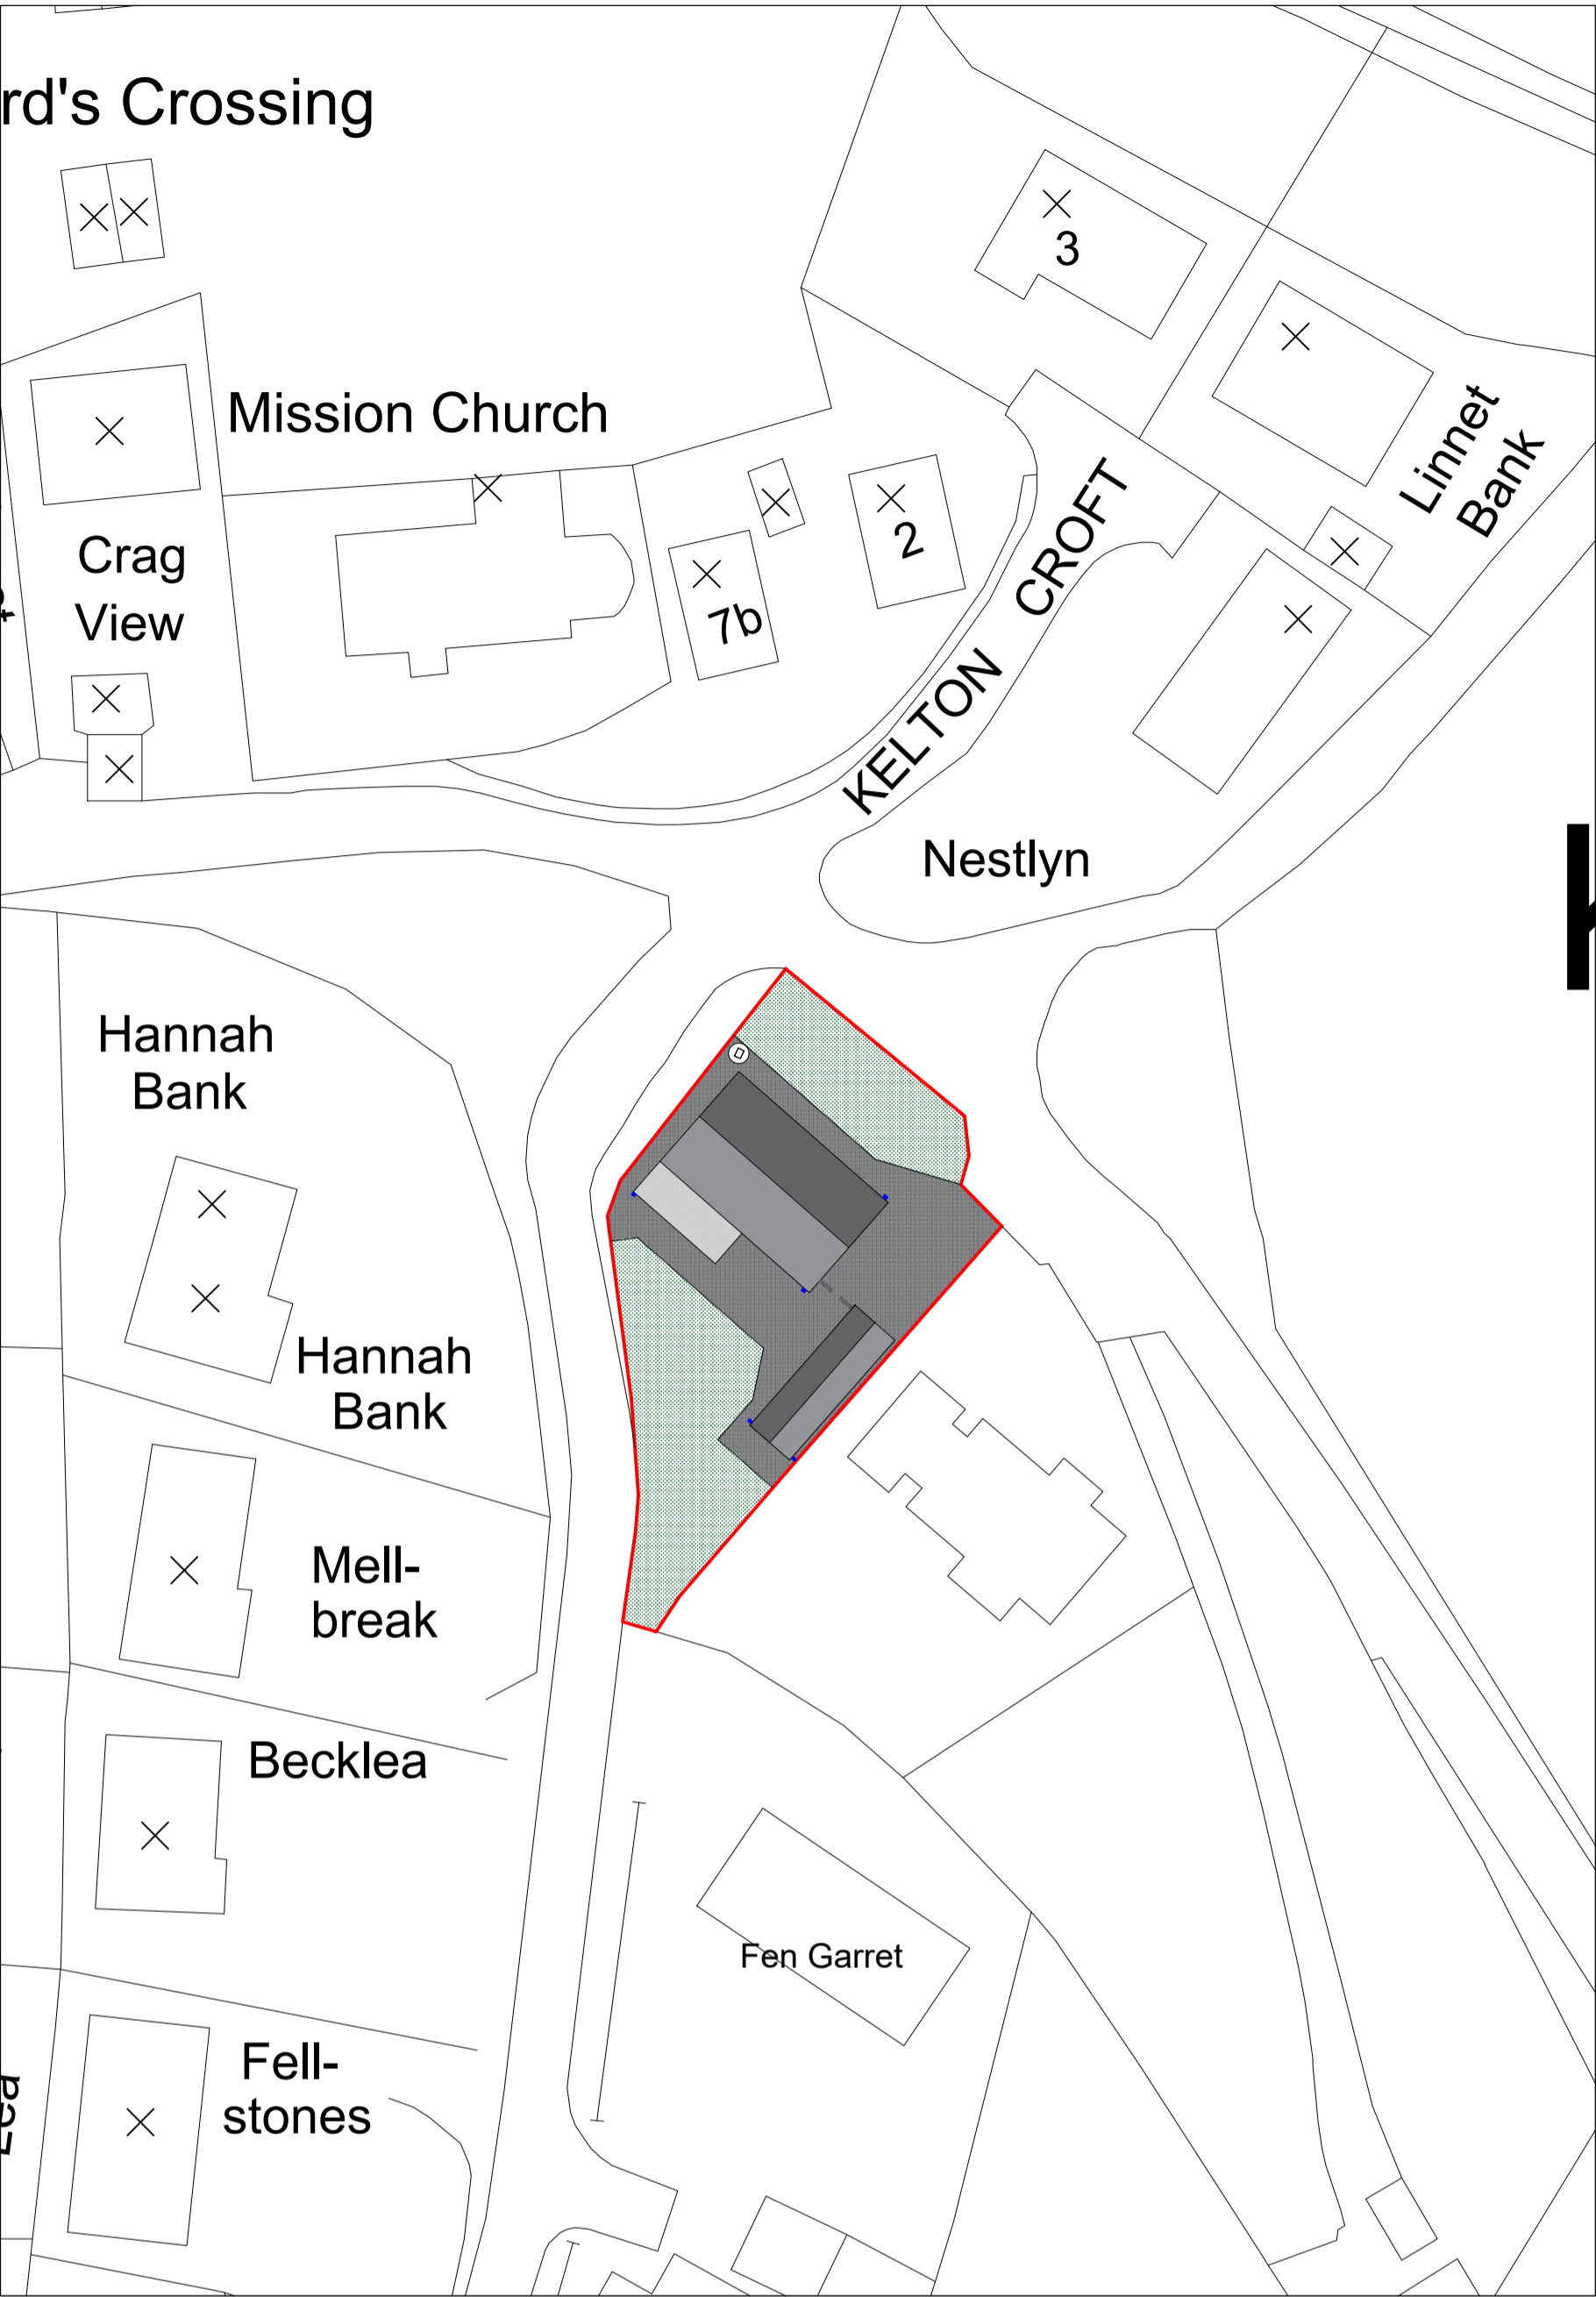 rd's Crossing
3
Mission Church
Linnet
Bank
2
Crag
View
7b
KELTON CROFT
Nestlyn
Hannah
Bank
Hannah
Bank
Mell-
break
Becklea
Fen Garret
Fell-
stones